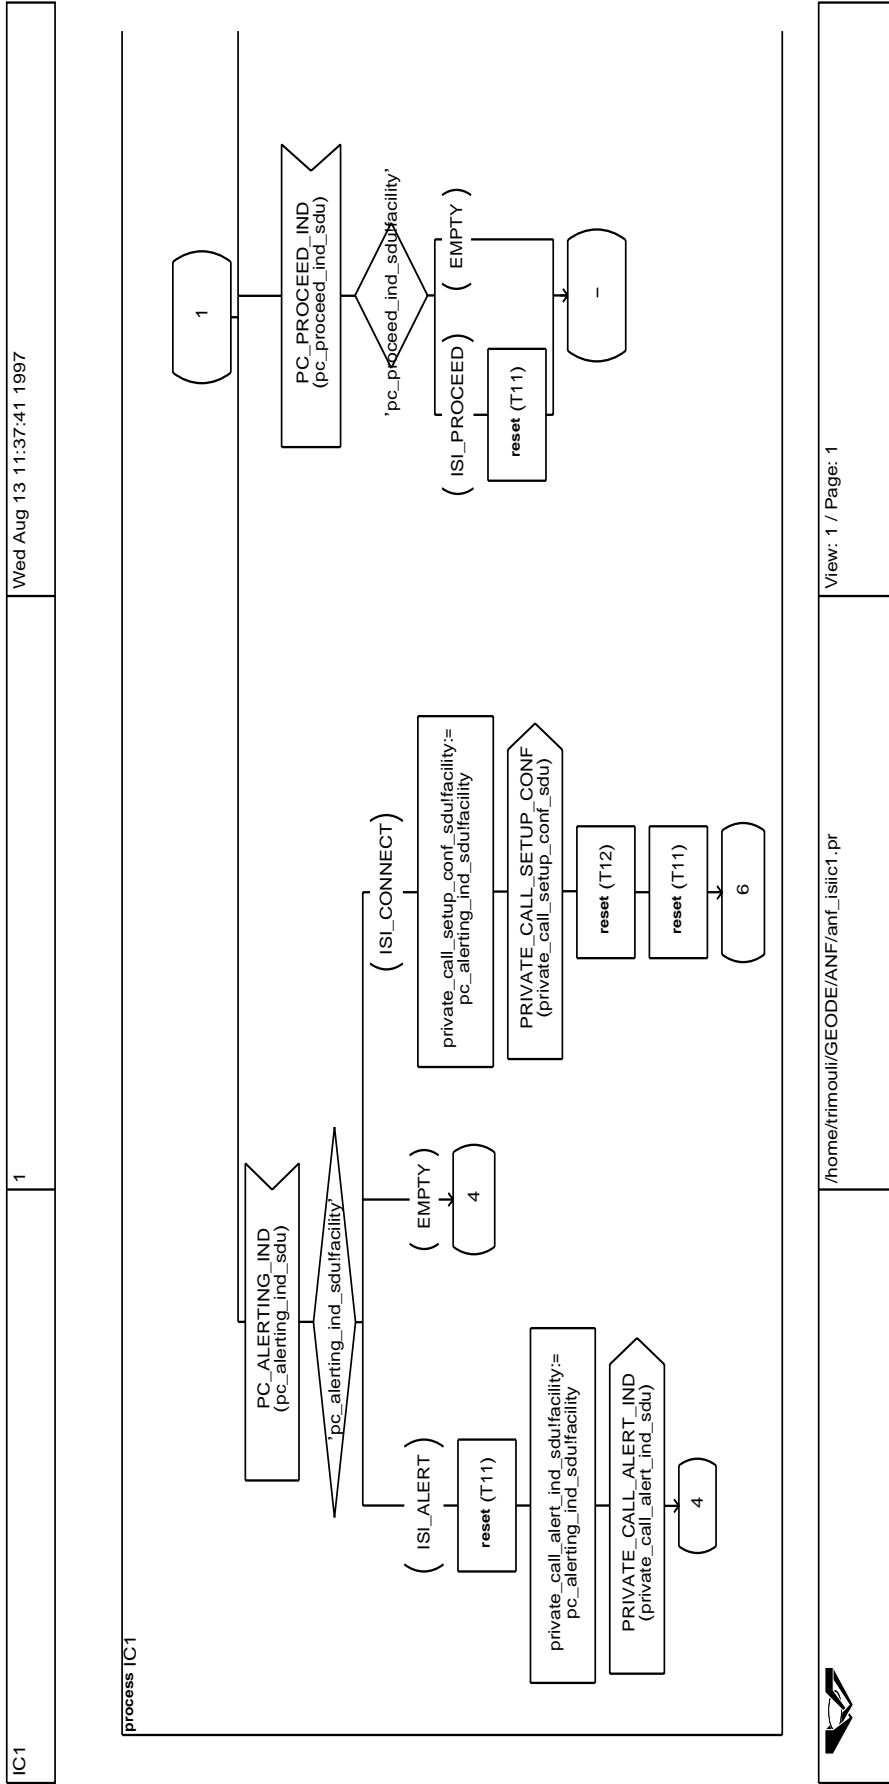 IC1
1
Wed Aug 13 11:37:41 1997
process IC1
1
PC_ALERTING_IND
(pc_alerting_ind_sdu)
'pc_alerting_ind_sdu!facility'
( ISI_ALERT )
reset (T11)
private_call_alert_ind_sdu!facility:=
pc_alerting_ind_sdu!facility
PRIVATE_CALL_ALERT_IND
(private_call_alert_ind_sdu)
4
( EMPTY )
4
( ISI_CONNECT )
private_call_setup_conf_sdu!facility:=
pc_alerting_ind_sdu!facility
PRIVATE_CALL_SETUP_CONF
(private_call_setup_conf_sdu)
reset (T12)
reset (T11)
6
PC_PROCEED_IND
(pc_proceed_ind_sdu)
'pc_proceed_ind_sdu!facility'
( ISI_PROCEED )
reset (T11)
( EMPTY )
-
/home/trimouli/GEODE/ANF/anf_isiic1.pr
View: 1 / Page: 1